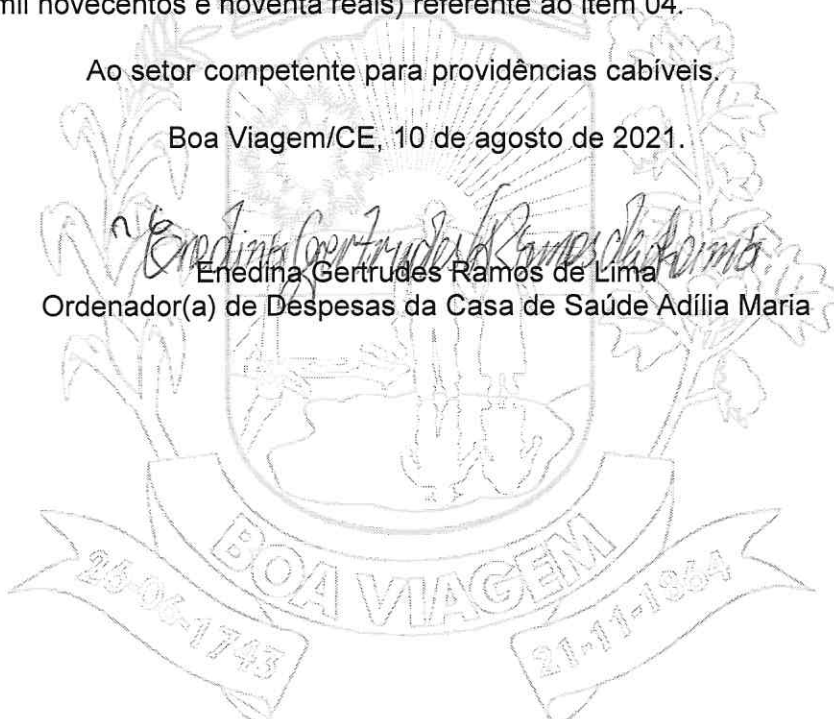 mil novecentos e noventa reais) referente ao item 04.
Ao setor competente para providências cabíveis.
Boa Viagem/CE, 10 de agosto de 2021.
Enedina Gertrudes Ramos de Lima
Enedina Gertrudes Ramos de Lima
Ordenador(a) de Despesas da Casa de Saúde Adília Maria
BOA VIAGEM
26-06-1743
21-11-1864